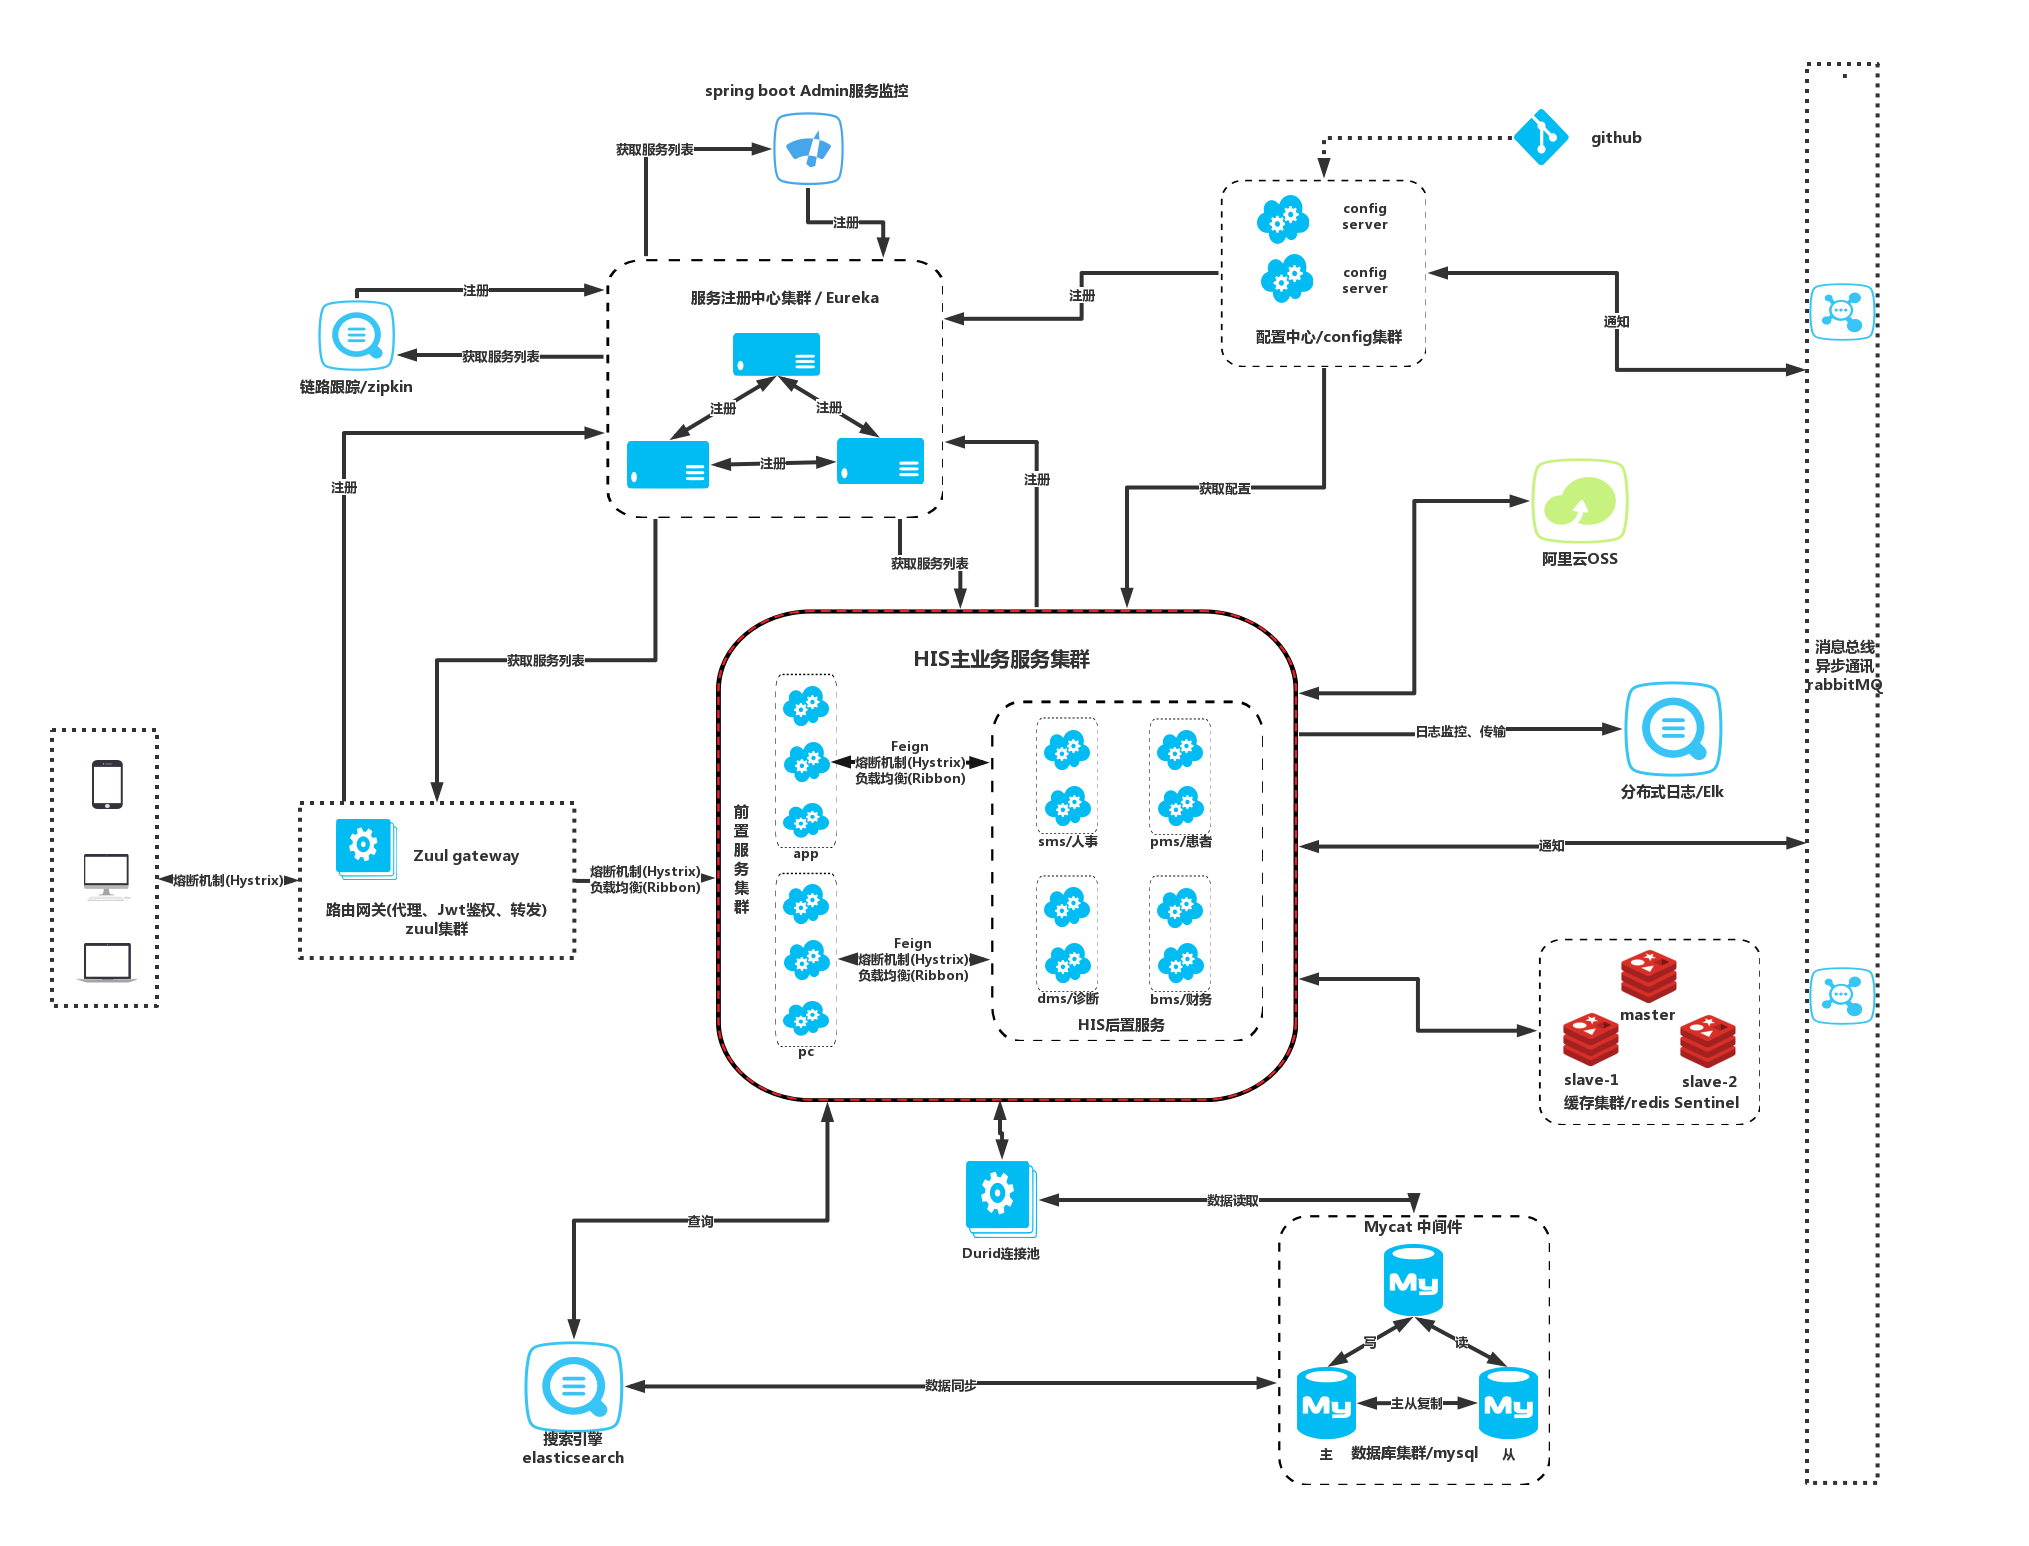 spring boot Admin服务监控
获取服务列表
注册
github
config
server
config
server
配置中心/config集群
注册
通知
服务注册中心集群 / Eureka
注册
注册
注册
注册
获取服务列表
链路跟踪/zipkin
注册
注册
获取配置
获取服务列表
获取服务列表
阿里云OSS
消息总线
异步通讯
rabbitMQ
HIS主业务服务集群
前
置
服
务
集
群
app
pc
Feign
熔断机制(Hystrix)
负载均衡(Ribbon)
Feign
熔断机制(Hystrix)
负载均衡(Ribbon)
sms/人事
pms/患者
dms/诊断
bms/财务
HIS后置服务
日志监控、传输
分布式日志/Elk
通知
熔断机制(Hystrix)
Zuul gateway
路由网关(代理、Jwt鉴权、转发)
zuul集群
熔断机制(Hystrix)
负载均衡(Ribbon)
master
slave-1
slave-2
缓存集群/redis Sentinel
查询
Durid连接池
数据读取
Mycat 中间件
My
写
读
My
主从复制
My
主
数据库集群/mysql
从
数据同步
搜索引擎
elasticsearch